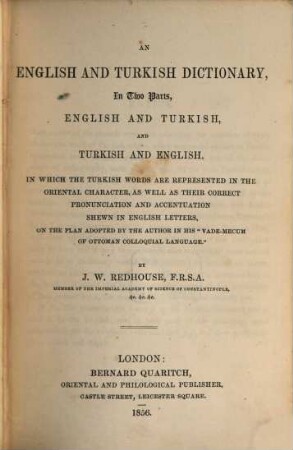 AN
ENGLISH AND TURKISH DICTIONARY,
In Two Parts,
ENGLISH AND TURKISH,
AND
TURKISH AND ENGLISH.
IN WHICH THE TURKISH WORDS ARE REPRESENTED IN THE
ORIENTAL CHARACTER, AS WELL AS THEIR CORRECT
PRONUNCIATION AND ACCENTUATION
SHEWN IN ENGLISH LETTERS,
ON THE PLAN ADOPTED BY THE AUTHOR IN HIS "VADE-MECUM
OF OTTOMAN COLLOQUIAL LANGUAGE."
BY
J. W. REDHOUSE, F.R.S.A.
MEMBER OF THE IMPERIAL ACADEMY OF SCIENCE OF CONSTANTINOPLE,
&c. &c. &c.
LONDON:
BERNARD QUARITCH,
ORIENTAL AND PHILOLOGICAL PUBLISHER,
CASTLE STREET, LEICESTER SQUARE.
1856.